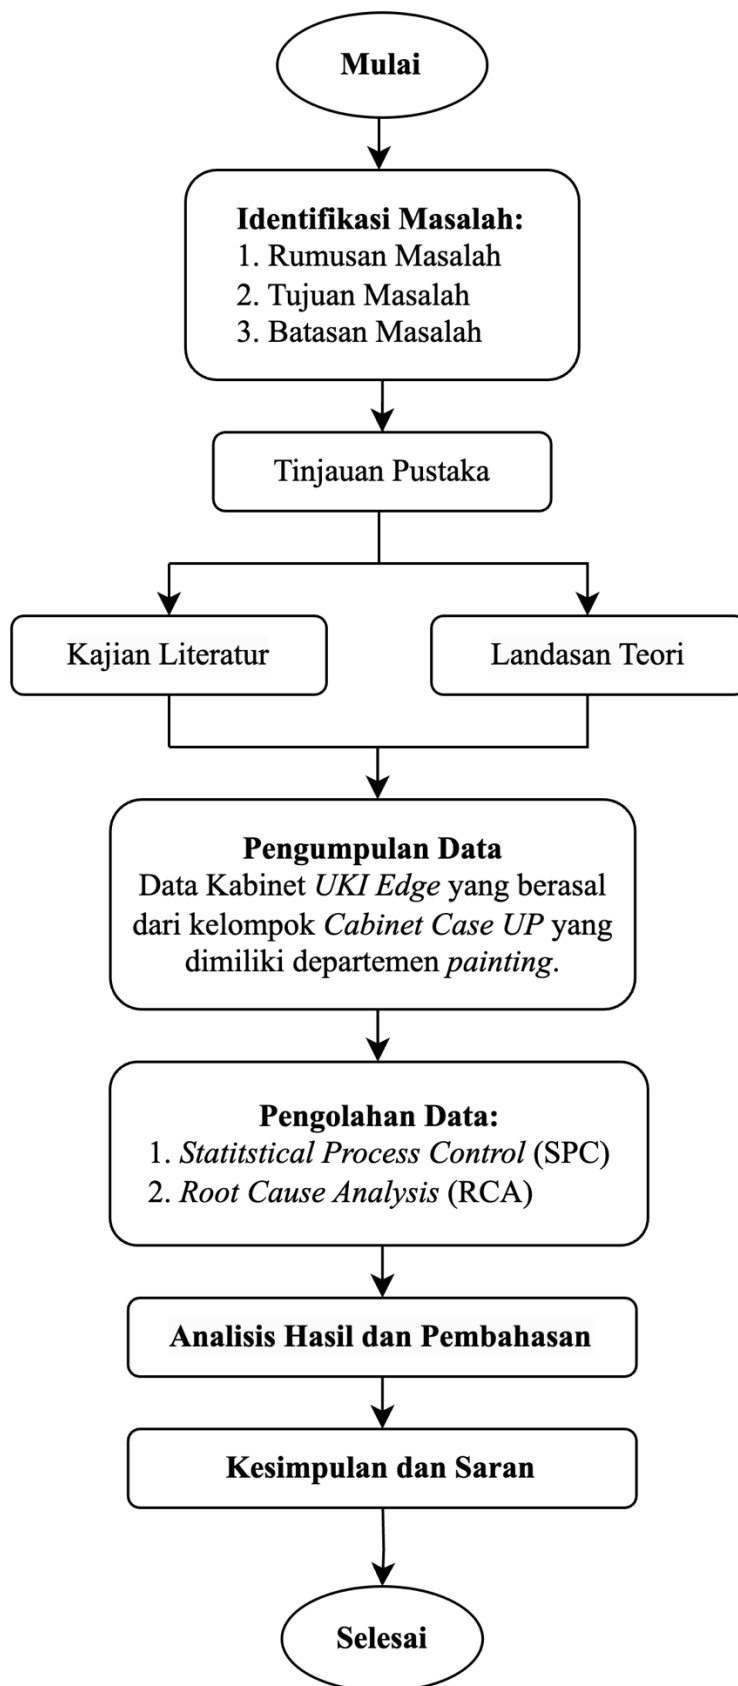 Mulai
Identifikasi Masalah:
1. Rumusan Masalah
2. Tujuan Masalah
3. Batasan Masalah
Tinjauan Pustaka
Kajian Literatur
Landasan Teori
Pengumpulan Data
Data Kabinet UKI Edge yang berasal
dari kelompok Cabinet Case UP yang
dimiliki departemen painting.
Pengolahan Data:
1. Statitstical Process Control (SPC)
2. Root Cause Analysis (RCA)
Analisis Hasil dan Pembahasan
Kesimpulan dan Saran
Selesai